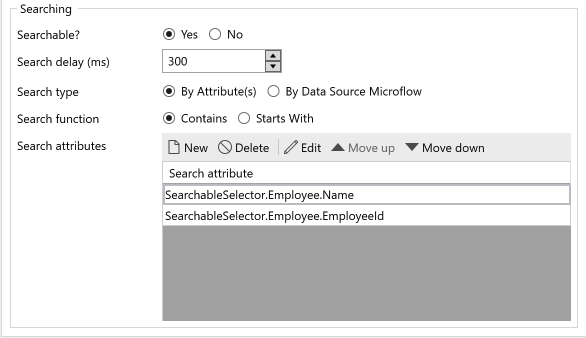 Searching
Searchable? Yes No
Search delay (ms) 300
Search type By Attribute(s) By Data Source Microflow
Search function Contains Starts With
Search attributes New Delete Edit Move up Move down
Search attribute
SearchableSelector.Employee.Name
SearchableSelector.Employee.EmployeeId